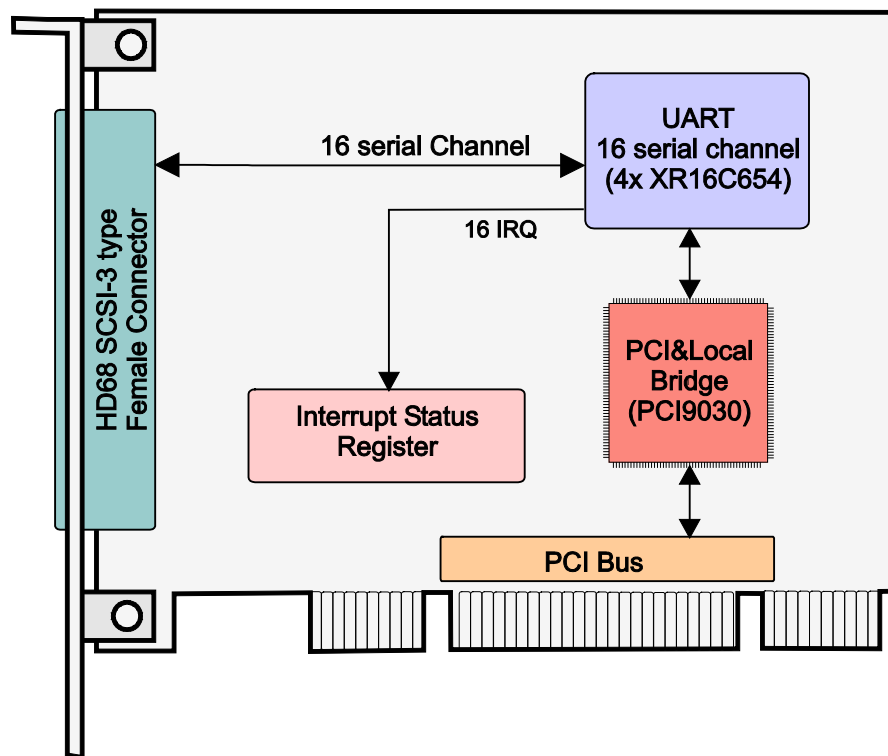 UART
16 serial channel
(4x XR16C654)
16 serial Channel
16 IRQ
HD68 SCSI-3 type
Female Connector
PCI&Local
Bridge
(PCI9030)
Interrupt Status
Register
PCI Bus